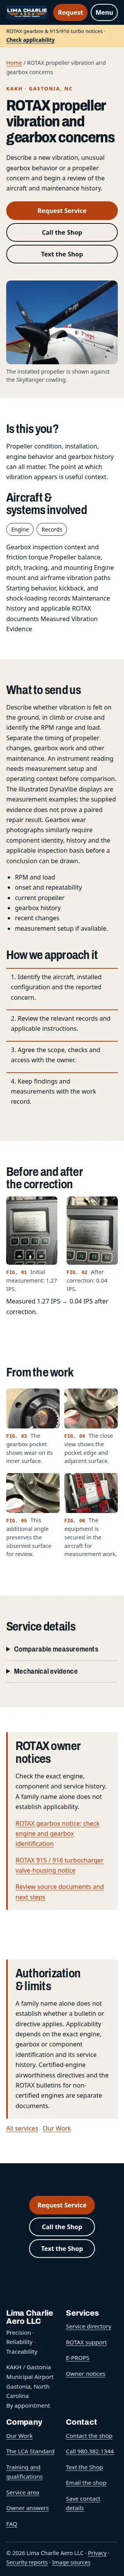 LIMA CHARLIE
Request
Menu
ROTAX gearbox & 915/916 turbo notices ·
Check applicability
Home / ROTAX propeller vibration and
gearbox concerns
KAKH · GASTONIA, NC
ROTAX propeller
vibration and
gearbox concerns
Describe a new vibration, unusual
gearbox behavior or propeller
concern and begin a review of the
aircraft and maintenance history.
Request Service
Call the Shop
Text the Shop
The installed propeller is shown against
the SkyRanger cowling.
Is this you?
Propeller condition, installation,
engine behavior and gearbox history
can all matter. The point at which
vibration appears is useful context.
Aircraft &
systems involved
Engine
Records
Gearbox inspection context and
friction torque Propeller balance,
pitch, tracking, and mounting Engine
mount and airframe vibration paths
Starting behavior, kickback, and
shock-loading records Maintenance
history and applicable ROTAX
documents Measured Vibration
Evidence
What to send us
Describe whether vibration is felt on
the ground, in climb or cruise and
identify the RPM range and load.
Separate the timing of propeller
changes, gearbox work and other
maintenance. An instrument reading
needs measurement setup and
operating context before comparison.
The illustrated DynaVibe displays are
measurement examples; the supplied
evidence does not prove a paired
repair result. Gearbox wear
photographs similarly require
component identity, history and the
applicable inspection basis before a
conclusion can be drawn.
• RPM and load
• onset and repeatability
• current propeller
• gearbox history
• recent changes
• measurement setup if available.
How we approach it
1. Identify the aircraft, installed
configuration and the reported
concern.
2. Review the relevant records and
applicable instructions.
3. Agree the scope, checks and
access with the owner.
4. Keep findings and
measurements with the work
record.
Before and after
the correction
FIG. 01 Initial
measurement: 1.27
IPS.
FIG. 02 After
correction: 0.04
IPS.
Measured 1.27 IPS → 0.04 IPS after
correction.
From the work
FIG. 03 The
gearbox pocket
shows wear on its
inner surface.
FIG. 04 The close
view shows the
pocket edge and
adjacent surface.
FIG. 05 This
additional angle
preserves the
observed surface
for review.
FIG. 06 The
equipment is
secured in the
aircraft for
measurement work.
Service details
▶ Comparable measurements
▶ Mechanical evidence
ROTAX owner
notices
Check the exact engine,
component and service history.
A family name alone does not
establish applicability.
ROTAX gearbox notice: check
engine and gearbox
identification
ROTAX 915 / 916 turbocharger
valve-housing notice
Review source documents and
next steps
Authorization
& limits
A family name alone does not
establish whether a bulletin or
directive applies. Applicability
depends on the exact engine,
gearbox or component
identification and its service
history. Certified-engine
airworthiness directives and the
ROTAX bulletins for non-
certified engines are separate
documents.
All services Our Work
Request Service
Call the Shop
Text the Shop
Lima Charlie
Aero LLC
Precision ·
Reliability ·
Traceability
KAKH / Gastonia
Municipal Airport
Gastonia, North
Carolina
By appointment
Services
Service directory
ROTAX support
E-PROPS
Owner notices
Company
Our Work
The LCA Standard
Training and
qualifications
Service area
Owner answers
FAQ
Contact
Contact the shop
Call 980.382.1344
Text the Shop
Email the shop
Save contact
details
© 2026 Lima Charlie Aero LLC · Privacy ·
Security reports · Image sources